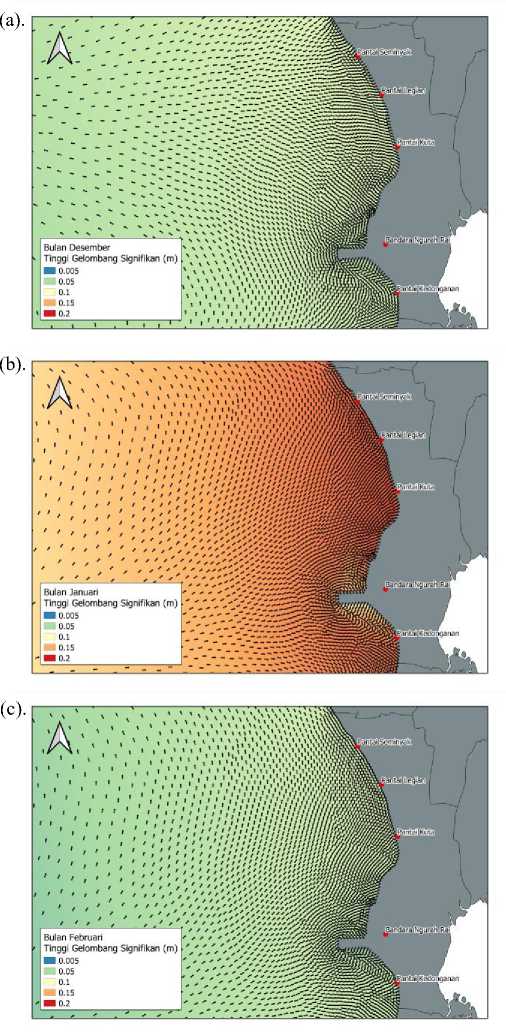 (a).
Pantai Seminyak
Pantai Legian
Pantai Kuta
Bandara Ngurah Rai
Pantai Kedonganan
Bulan Desember
Tinggi Gelombang Signifikan (m)
0.005
0.05
0.1
0.15
0.2
(b).
Pantai Seminyak
Pantai Legian
Pantai Kuta
Bandara Ngurah Rai
Pantai Kedonganan
Bulan Januari
Tinggi Gelombang Signifikan (m)
0.005
0.05
0.1
0.15
0.2
(c).
Pantai Seminyak
Pantai Legian
Pantai Kuta
Bandara Ngurah Rai
Pantai Kedonganan
Bulan Februari
Tinggi Gelombang Signifikan (m)
0.005
0.05
0.1
0.15
0.2